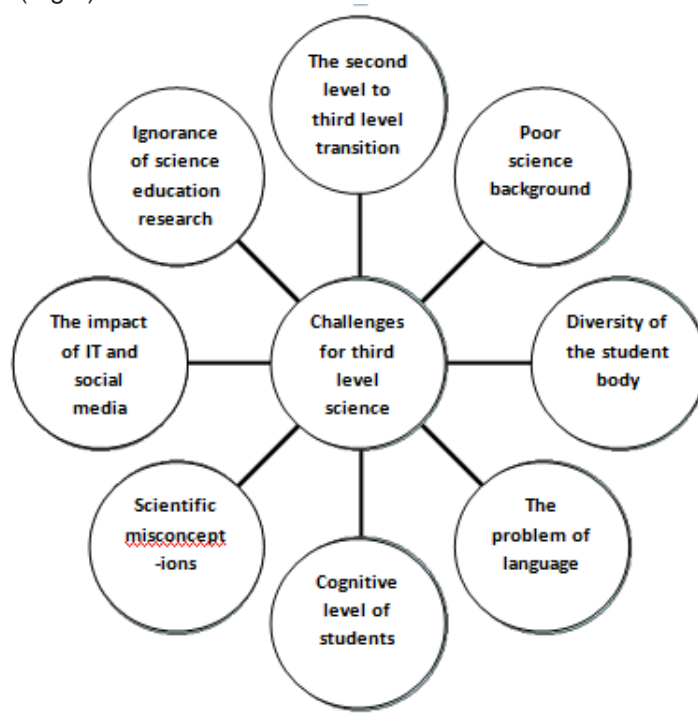 The second
level to
third level
transition
Poor
science
background
Diversity of
the student
body
The
problem of
language
Cognitive
level of
students
Scientific
misconcept
-ions
The impact
of IT and
social
media
Ignorance
of science
education
research
Challenges
for third
level
science